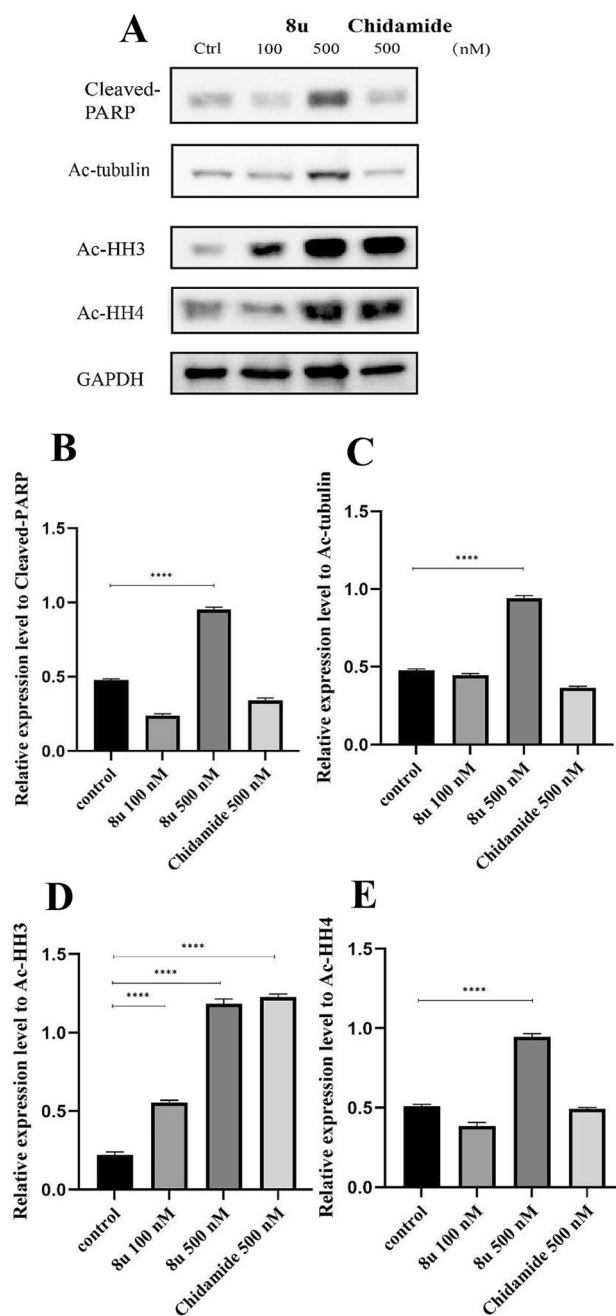 A
8u Chidamide
Ctrl 100 500 500 (nM)
Cleaved-
PARP
Ac-tubulin
Ac-HH3
Ac-HH4
GAPDH
B
Relative expression level to Cleaved-PARP
1.5
1.0
0.5
0.0
****
control
8u 100 nM
8u 500 nM
Chidamide 500 nM
C
Relative expression level to Ac-tubulin
1.5
1.0
0.5
0.0
****
control
8u 100 nM
8u 500 nM
Chidamide 500 nM
D
Relative expression level to Ac-HH3
1.5
1.0
0.5
0.0
****
****
****
control
8u 100 nM
8u 500 nM
Chidamide 500 nM
E
Relative expression level to Ac-HH4
1.5
1.0
0.5
0.0
****
control
8u 100 nM
8u 500 nM
Chidamide 500 nM